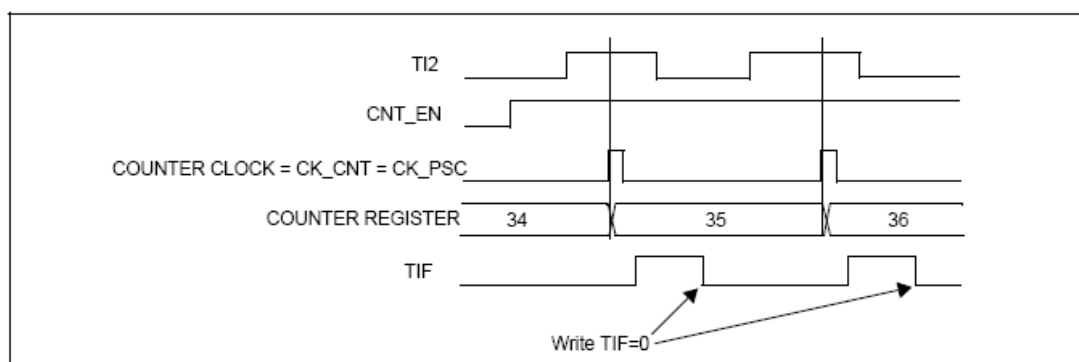 TI2
CNT_EN
COUNTER CLOCK = CK_CNT = CK_PSC
COUNTER REGISTER 34 35 36
TIF
Write TIF=0